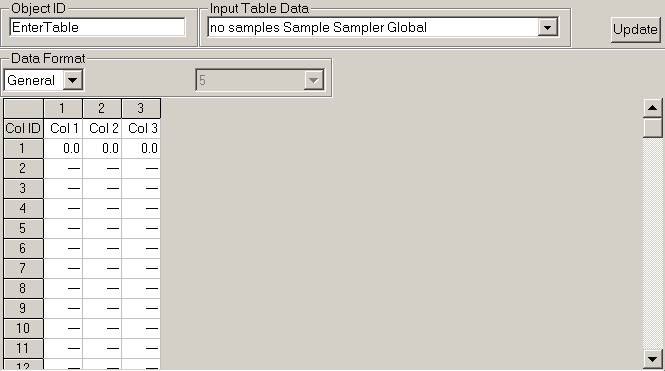 Object ID Input Table Data
EnterTable no samples Sample Sampler Global Update
Data Format
General 5
1 2 3
Col ID Col 1 Col 2 Col 3
1 0.0 0.0 0.0
2 — — —
3 — — —
4 — — —
5 — — —
6 — — —
7 — — —
8 — — —
9 — — —
10 — — —
11 — — —
12 — — —